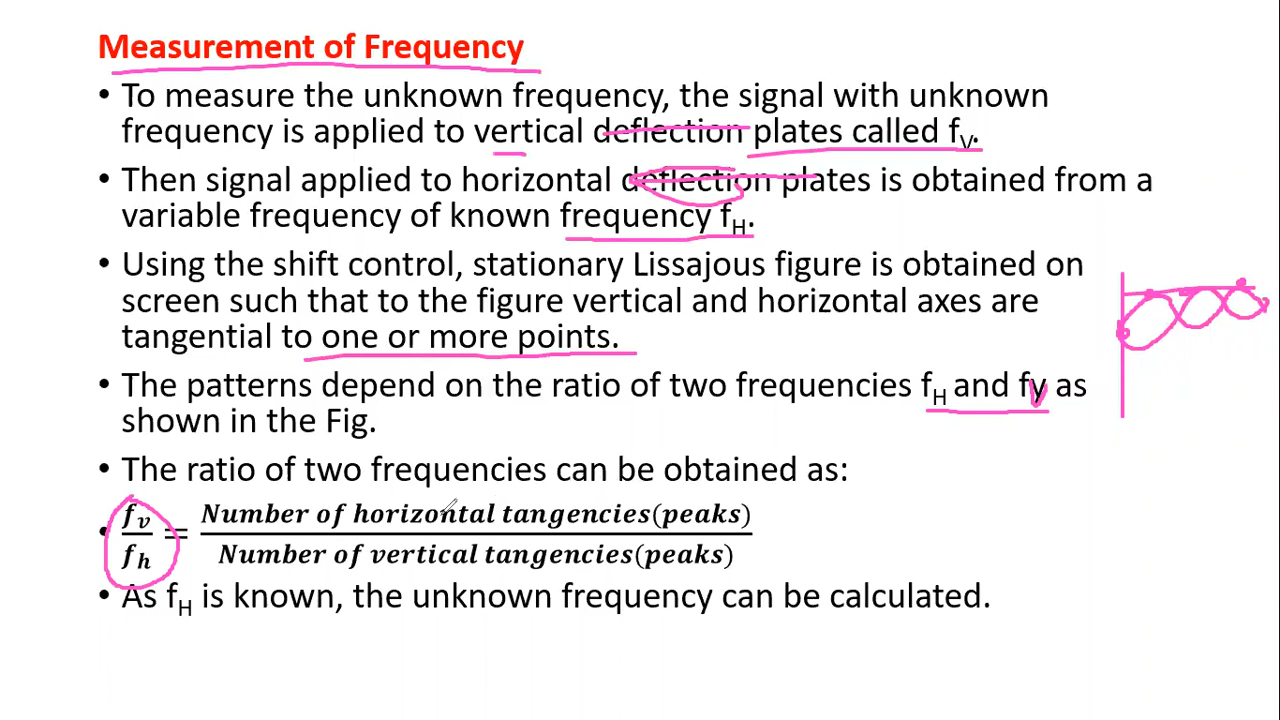 Measurement of Frequency
• To measure the unknown frequency, the signal with unknown
frequency is applied to vertical deflection plates called fV.
• Then signal applied to horizontal deflection plates is obtained from a
variable frequency of known frequency fH.
• Using the shift control, stationary Lissajous figure is obtained on
screen such that to the figure vertical and horizontal axes are
tangential to one or more points.
• The patterns depend on the ratio of two frequencies fH and fy as
shown in the Fig.
• The ratio of two frequencies can be obtained as:
• fv/fh = Number of horizontal tangencies(peaks)/Number of vertical tangencies(peaks)
• As fH is known, the unknown frequency can be calculated.